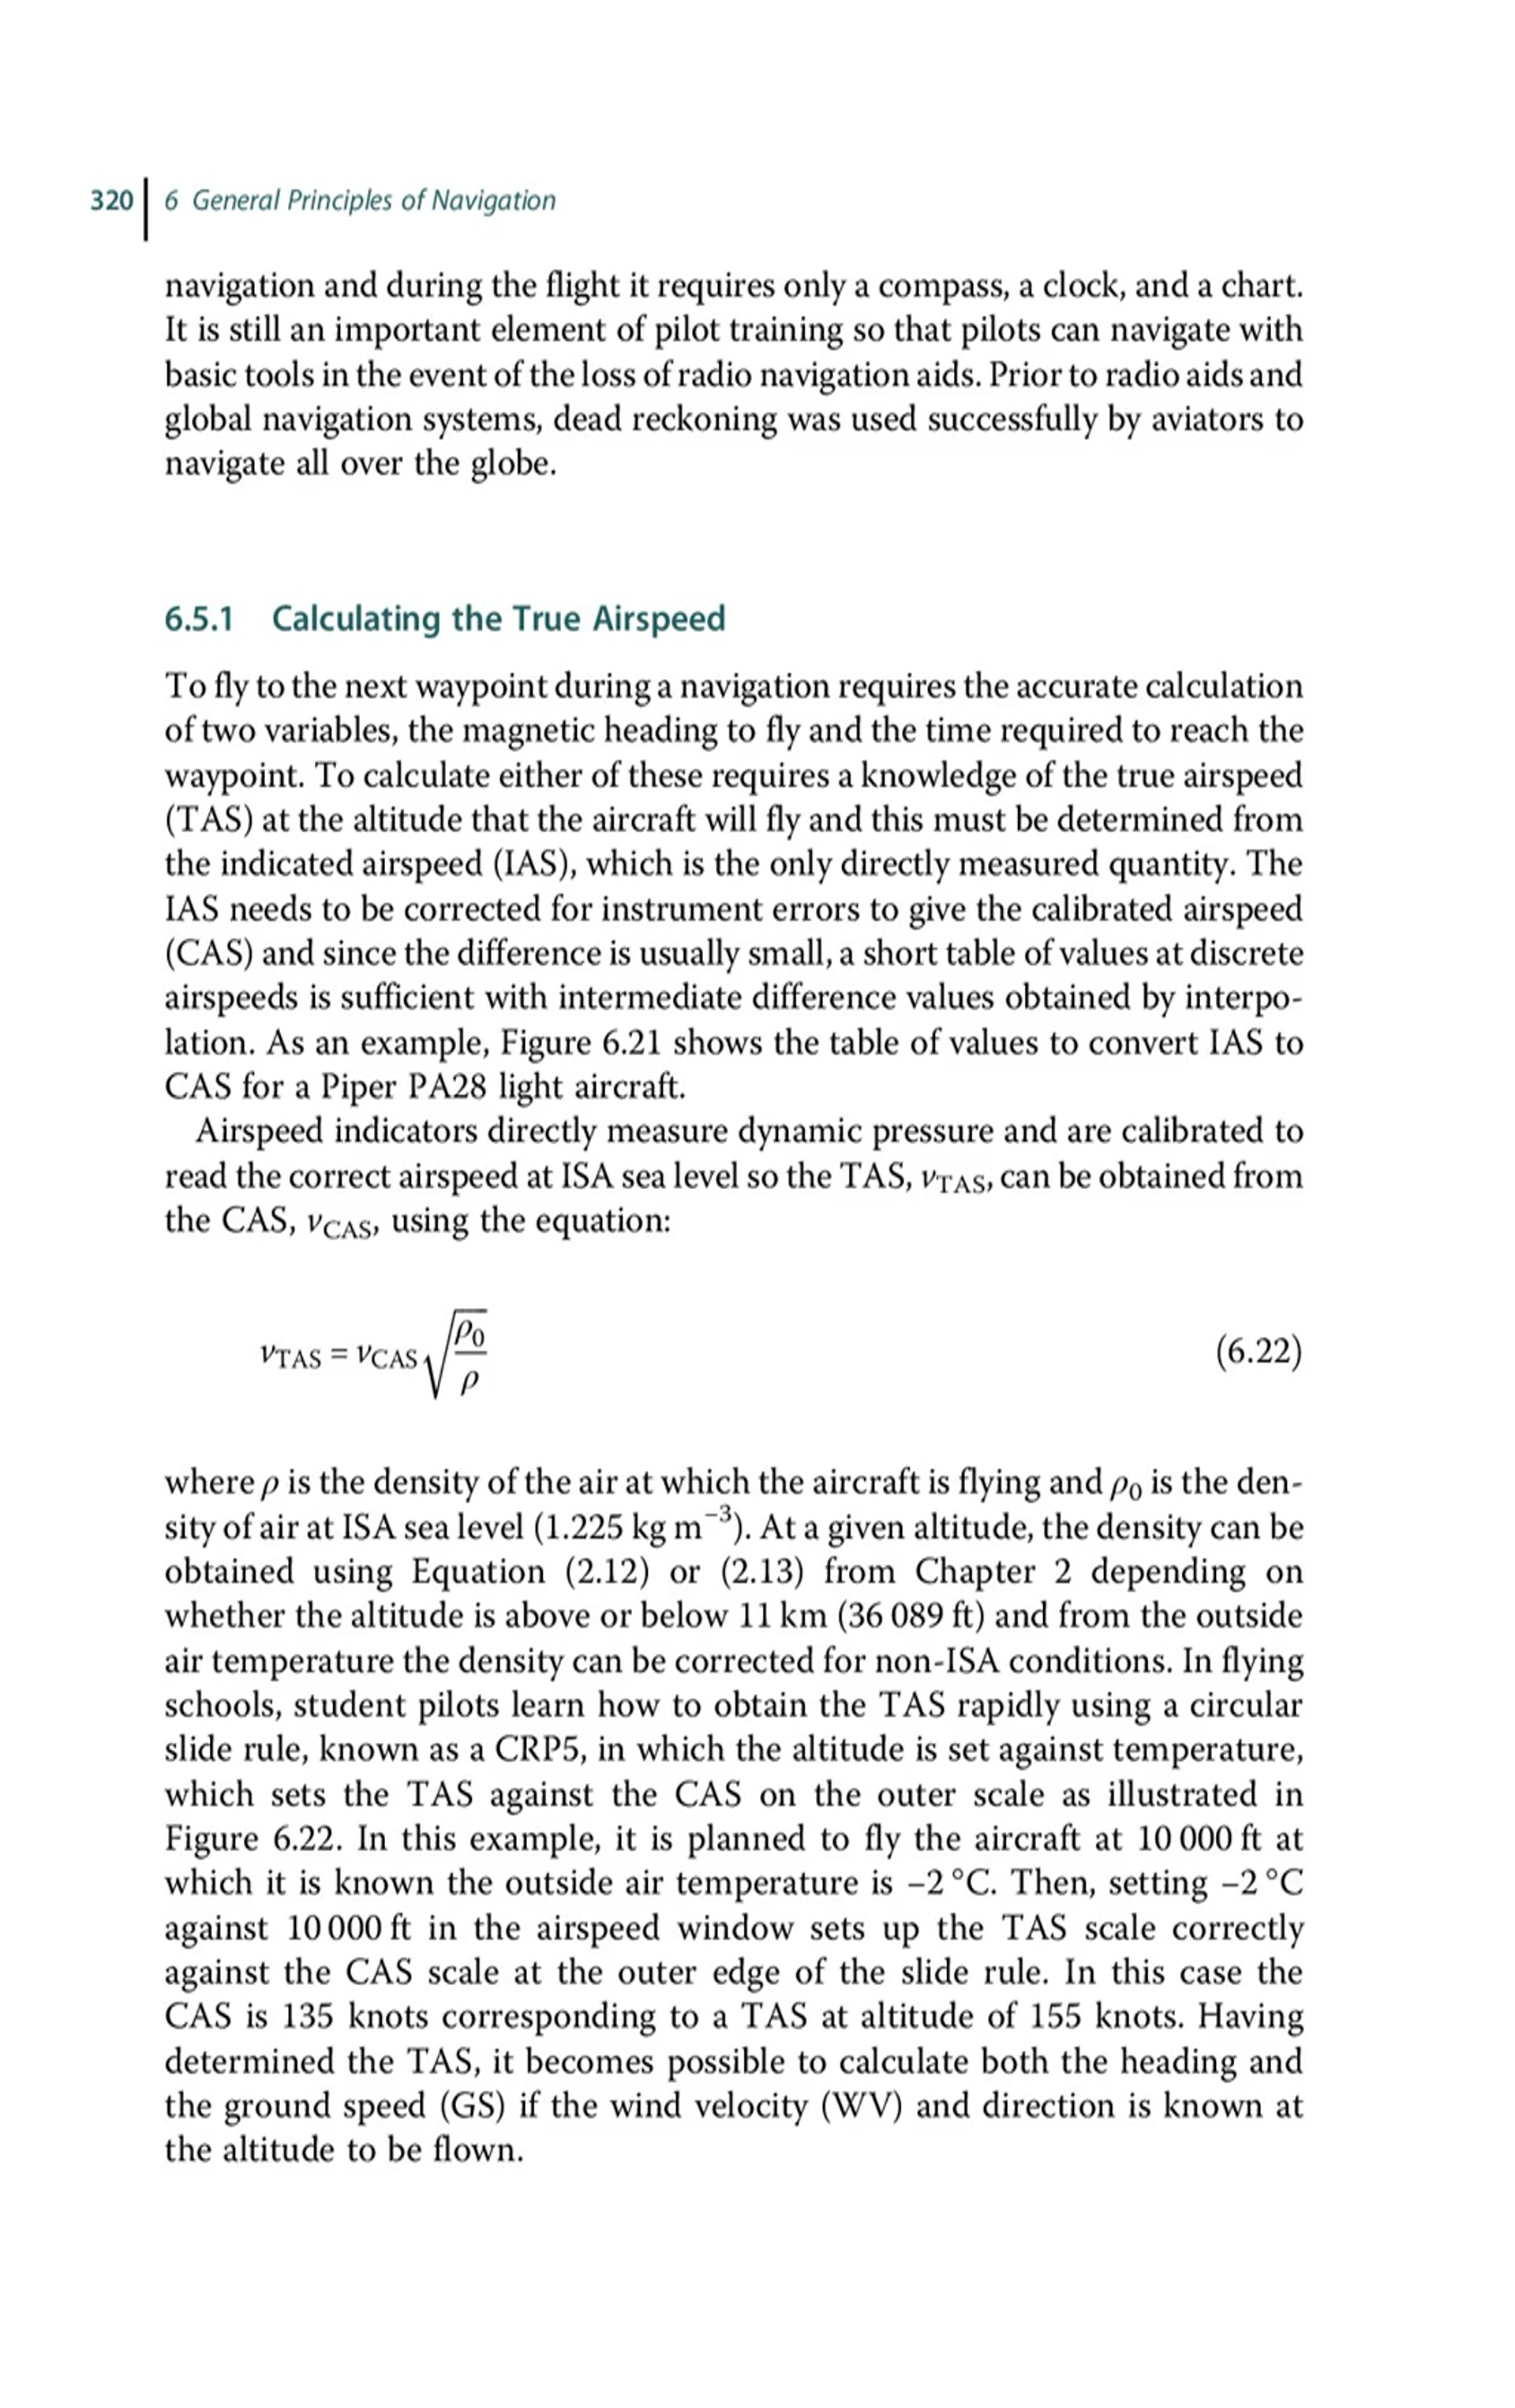 320 6 General Principles of Navigation
navigation and during the flight it requires only a compass, a clock, and a chart.
It is still an important element of pilot training so that pilots can navigate with
basic tools in the event of the loss of radio navigation aids. Prior to radio aids and
global navigation systems, dead reckoning was used successfully by aviators to
navigate all over the globe.
6.5.1 Calculating the True Airspeed
To fly to the next waypoint during a navigation requires the accurate calculation
of two variables, the magnetic heading to fly and the time required to reach the
waypoint. To calculate either of these requires a knowledge of the true airspeed
(TAS) at the altitude that the aircraft will fly and this must be determined from
the indicated airspeed (IAS), which is the only directly measured quantity. The
IAS needs to be corrected for instrument errors to give the calibrated airspeed
(CAS) and since the difference is usually small, a short table of values at discrete
airspeeds is sufficient with intermediate difference values obtained by interpo-
lation. As an example, Figure 6.21 shows the table of values to convert IAS to
CAS for a Piper PA28 light aircraft.
Airspeed indicators directly measure dynamic pressure and are calibrated to
read the correct airspeed at ISA sea level so the TAS, v_TAS, can be obtained from
the CAS, v_CAS, using the equation:
v_TAS = v_CAS √(ρ₀/ρ) (6.22)
where ρ is the density of the air at which the aircraft is flying and ρ₀ is the den-
sity of air at ISA sea level (1.225 kg m⁻³). At a given altitude, the density can be
obtained using Equation (2.12) or (2.13) from Chapter 2 depending on
whether the altitude is above or below 11 km (36 089 ft) and from the outside
air temperature the density can be corrected for non-ISA conditions. In flying
schools, student pilots learn how to obtain the TAS rapidly using a circular
slide rule, known as a CRP5, in which the altitude is set against temperature,
which sets the TAS against the CAS on the outer scale as illustrated in
Figure 6.22. In this example, it is planned to fly the aircraft at 10 000 ft at
which it is known the outside air temperature is −2 °C. Then, setting −2 °C
against 10 000 ft in the airspeed window sets up the TAS scale correctly
against the CAS scale at the outer edge of the slide rule. In this case the
CAS is 135 knots corresponding to a TAS at altitude of 155 knots. Having
determined the TAS, it becomes possible to calculate both the heading and
the ground speed (GS) if the wind velocity (WV) and direction is known at
the altitude to be flown.